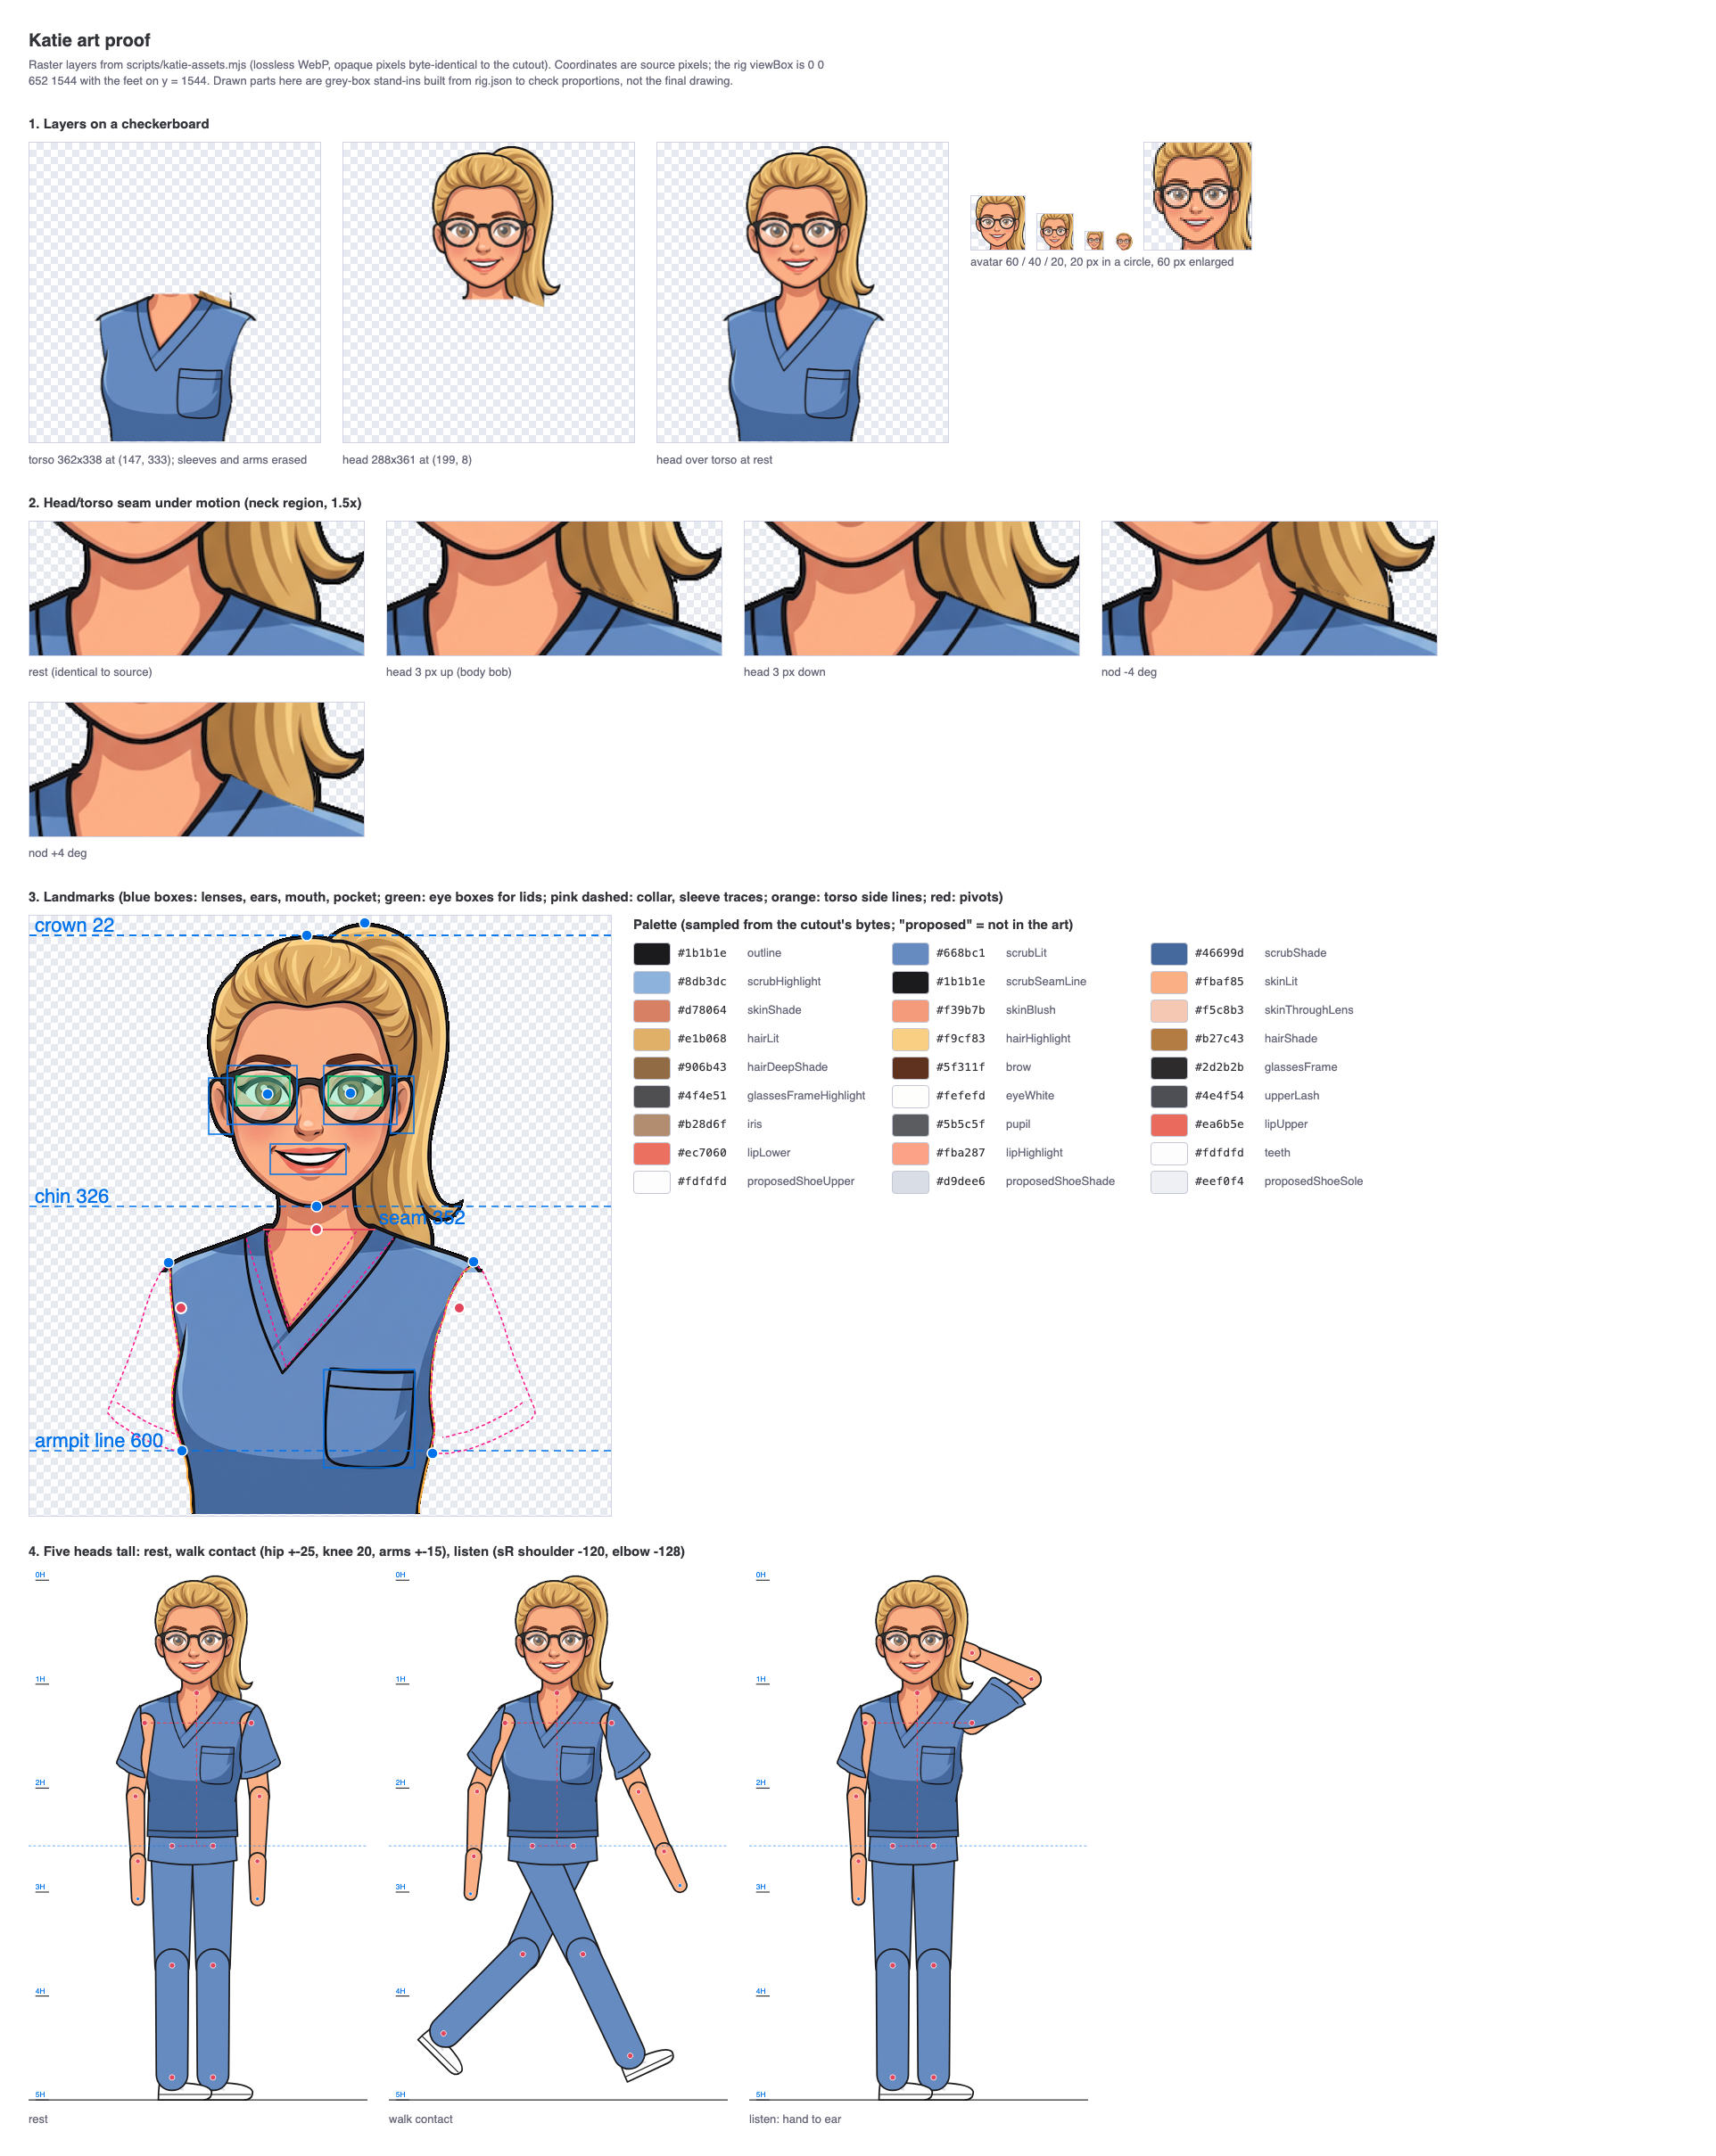 Katie art proof
Raster layers from scripts/katie-assets.mjs (lossless WebP, opaque pixels byte-identical to the cutout). Coordinates are source pixels; the rig viewBox is 0 0
652 1544 with the feet on y = 1544. Drawn parts here are grey-box stand-ins built from rig.json to check proportions, not the final drawing.
1. Layers on a checkerboard
avatar 60 / 40 / 20, 20 px in a circle, 60 px enlarged
torso 362x338 at (147, 333); sleeves and arms erased
head 288x361 at (199, 8)
head over torso at rest
2. Head/torso seam under motion (neck region, 1.5x)
rest (identical to source)
head 3 px up (body bob)
head 3 px down
nod -4 deg
nod +4 deg
3. Landmarks (blue boxes: lenses, ears, mouth, pocket; green: eye boxes for lids; pink dashed: collar, sleeve traces; orange: torso side lines; red: pivots)
crown 22
chin 326
seam 352
armpit line 600
Palette (sampled from the cutout's bytes; "proposed" = not in the art)
#1b1b1e outline
#668bc1 scrubLit
#46699d scrubShade
#8db3dc scrubHighlight
#1b1b1e scrubSeamLine
#fbaf85 skinLit
#d78064 skinShade
#f39b7b skinBlush
#f5c8b3 skinThroughLens
#e1b068 hairLit
#f9cf83 hairHighlight
#b27c43 hairShade
#906b43 hairDeepShade
#5f311f brow
#2d2b2b glassesFrame
#4f4e51 glassesFrameHighlight
#fefefd eyeWhite
#4e4f54 upperLash
#b28d6f iris
#5b5c5f pupil
#ea6b5e lipUpper
#ec7060 lipLower
#fba287 lipHighlight
#fdfdfd teeth
#fdfdfd proposedShoeUpper
#d9dee6 proposedShoeShade
#eef0f4 proposedShoeSole
4. Five heads tall: rest, walk contact (hip +-25, knee 20, arms +-15), listen (sR shoulder -120, elbow -128)
0H
1H
2H
3H
4H
5H
rest
0H
1H
2H
3H
4H
5H
walk contact
0H
1H
2H
3H
4H
5H
listen: hand to ear